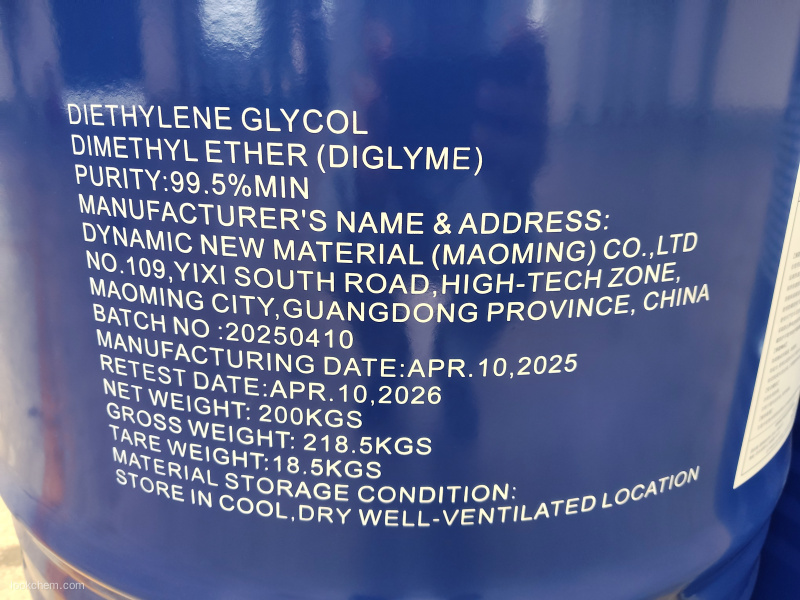 DIETHYLENE GLYCOL
DIMETHYL ETHER (DIGLYME)
PURITY:99.5%MIN
MANUFACTURER'S NAME & ADDRESS:
DYNAMIC NEW MATERIAL (MAOMING) CO.,LTD
NO.109,YIXI SOUTH ROAD,HIGH-TECH ZONE,
MAOMING CITY,GUANGDONG PROVINCE, CHINA
BATCH NO :20250410
MANUFACTURING DATE:APR.10,2025
RETEST DATE:APR.10,2026
NET WEIGHT: 200KGS
GROSS WEIGHT: 218.5KGS
TARE WEIGHT:18.5KGS
MATERIAL STORAGE CONDITION:
STORE IN COOL,DRY WELL-VENTILATED LOCATION